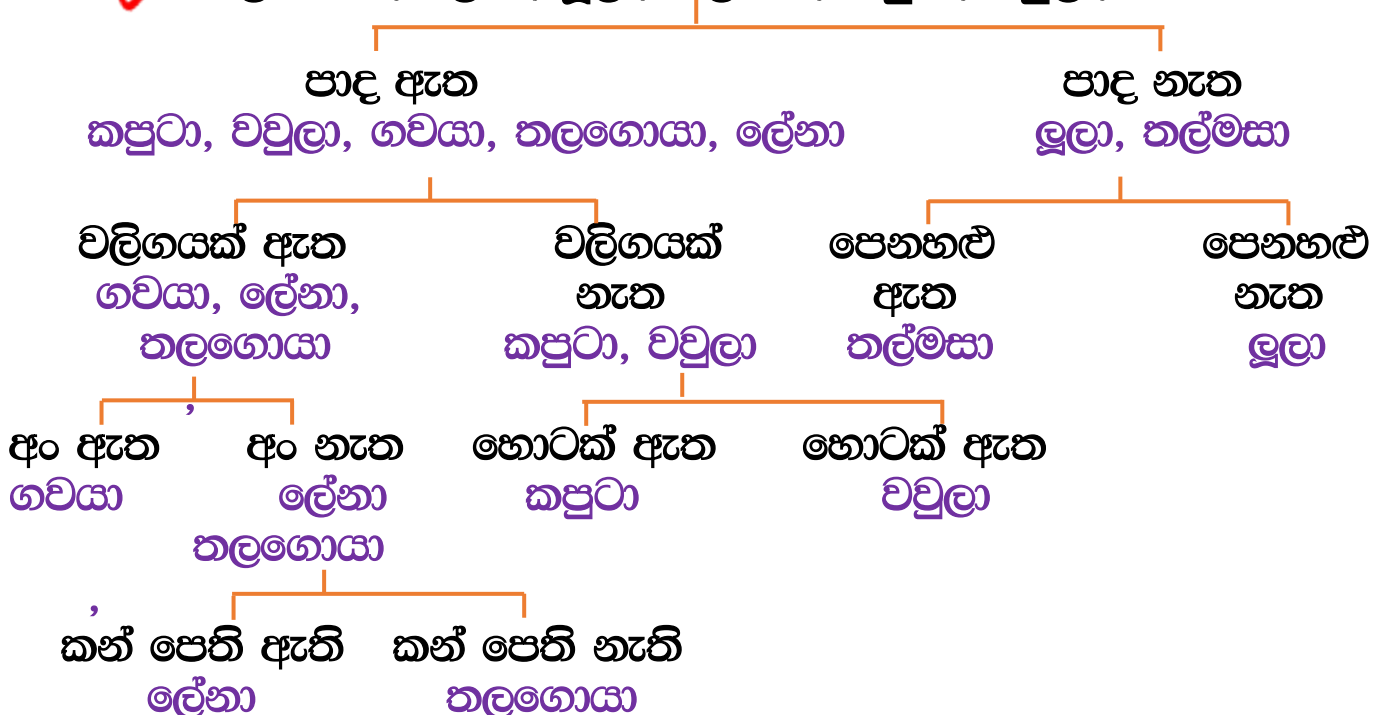 පාද ඇත
පාද නැත
කපුටා, වවුලා, ගවයා, තලගොයා, ලේනා
ලූලා, තල්මසා
වලිගයක් ඇත
ගවයා, ලේනා,
තලගොයා
වලිගයක්
නැත
කපුටා, වවුලා
පෙනහළු
ඇත
තල්මසා
පෙනහළු
නැත
ලූලා
,
අං ඇත
ගවයා
අං නැත
ලේනා
තලගොයා
හොටක් ඇත
කපුටා
හොටක් ඇත
වවුලා
,
කන් පෙති ඇති
ලේනා
කන් පෙති නැති
තලගොයා